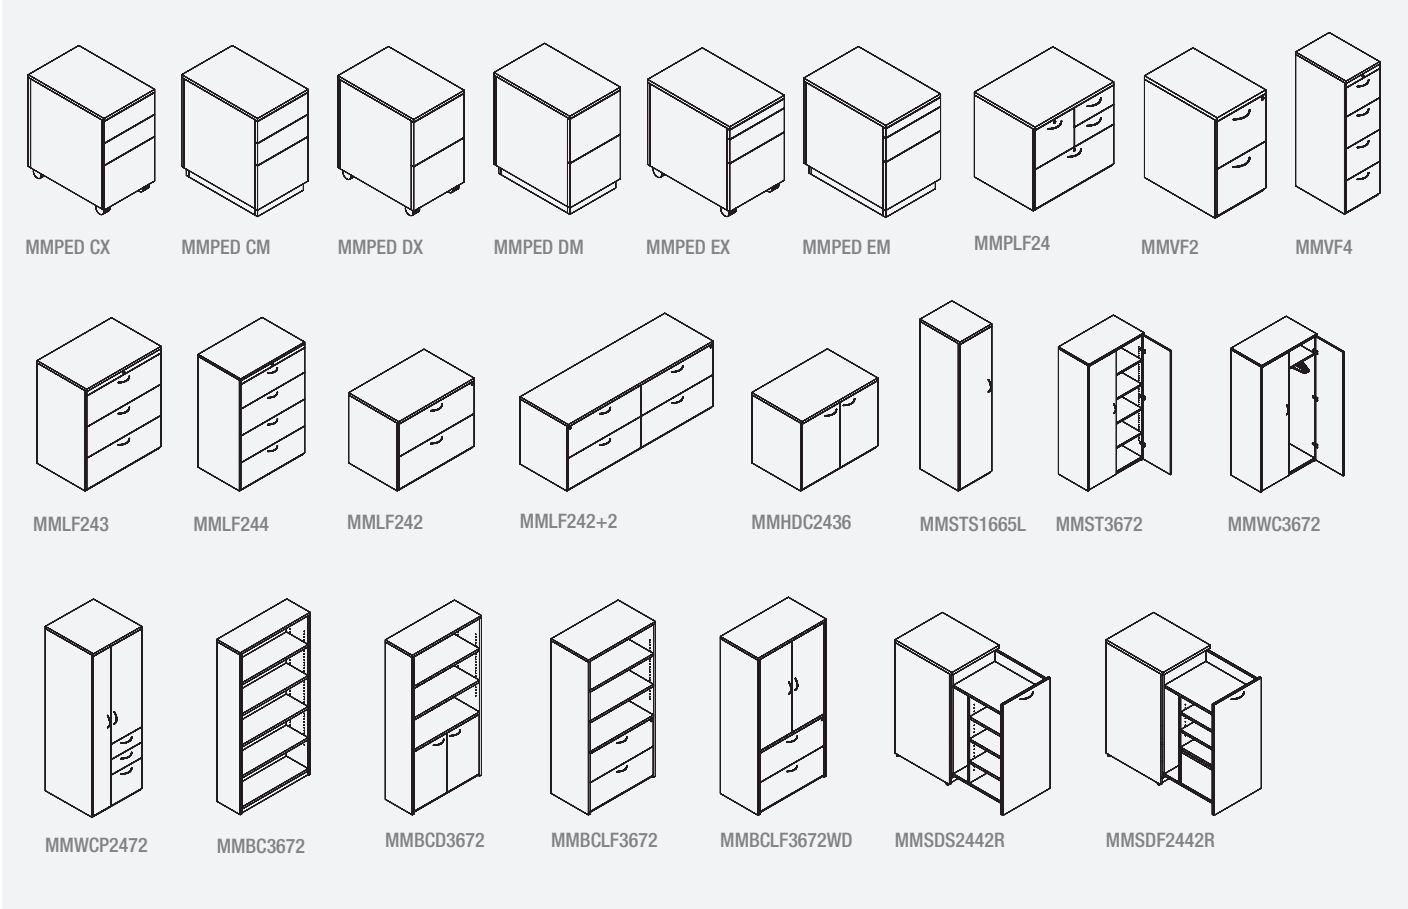 MMPED CX
MMPED CM
MMPED DX
MMPED DM
MMPED EX
MMPED EM
MMPLF24
MMVF2
MMVF4
MMLF243
MMLF244
MMLF242
MMLF242+2
MMHDC2436
MMSTS1665L
MMST3672
MMWC3672
MMWCP2472
MMBC3672
MMBCD3672
MMBCLF3672
MMBCLF3672WD
MMSDS2442R
MMSDF2442R